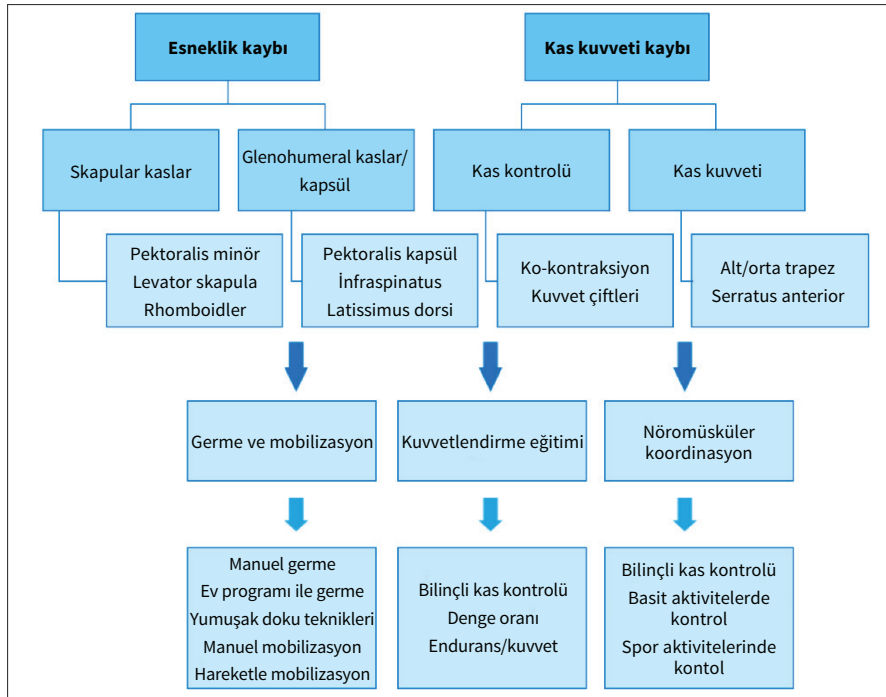 Esneklik kaybı
Kas kuvveti kaybı
Skapular kaslar
Glenohumeral kaslar/
kapsül
Kas kontrolü
Kas kuvveti
Pektoralis minör
Levator skapula
Rhomboidler
Pektoralis kapsül
İnfraspinatus
Latissimus dorsi
Ko-kontraksiyon
Kuvvet çiftleri
Alt/orta trapez
Serratus anterior
Germe ve mobilizasyon
Kuvvetlendirme eğitimi
Nöromüsküler
koordinasyon
Manuel germe
Ev programı ile germe
Yumuşak doku teknikleri
Manuel mobilizasyon
Hareketle mobilizasyon
Bilinçli kas kontrolü
Denge oranı
Endurans/kuvvet
Bilinçli kas kontrolü
Basit aktivitelerde
kontrol
Spor aktivitelerinde
kontol